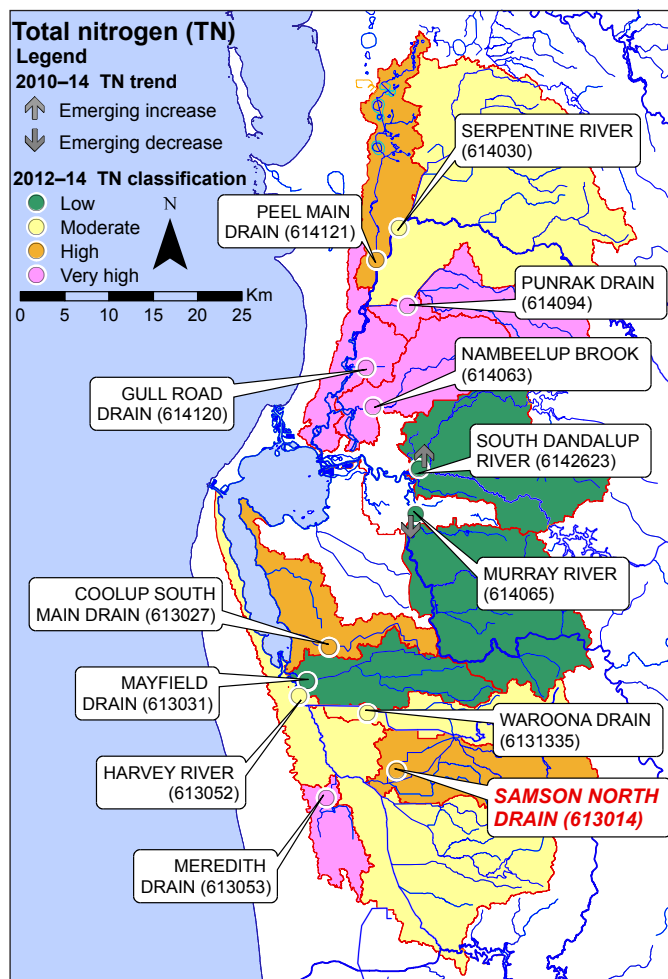 Total nitrogen (TN)
Legend
2010–14 TN trend
Emerging increase
Emerging decrease
2012–14 TN classification
Low
Moderate
High
Very high
N
Km
0 5 10 15 20 25
SERPENTINE RIVER
(614030)
PEEL MAIN
DRAIN (614121)
PUNRAK DRAIN
(614094)
NAMBEELUP BROOK
(614063)
GULL ROAD
DRAIN (614120)
SOUTH DANDALUP
RIVER (6142623)
MURRAY RIVER
(614065)
COOLUP SOUTH
MAIN DRAIN (613027)
MAYFIELD
DRAIN (613031)
WAROONA DRAIN
(6131335)
HARVEY RIVER
(613052)
SAMSON NORTH
DRAIN (613014)
MEREDITH
DRAIN (613053)